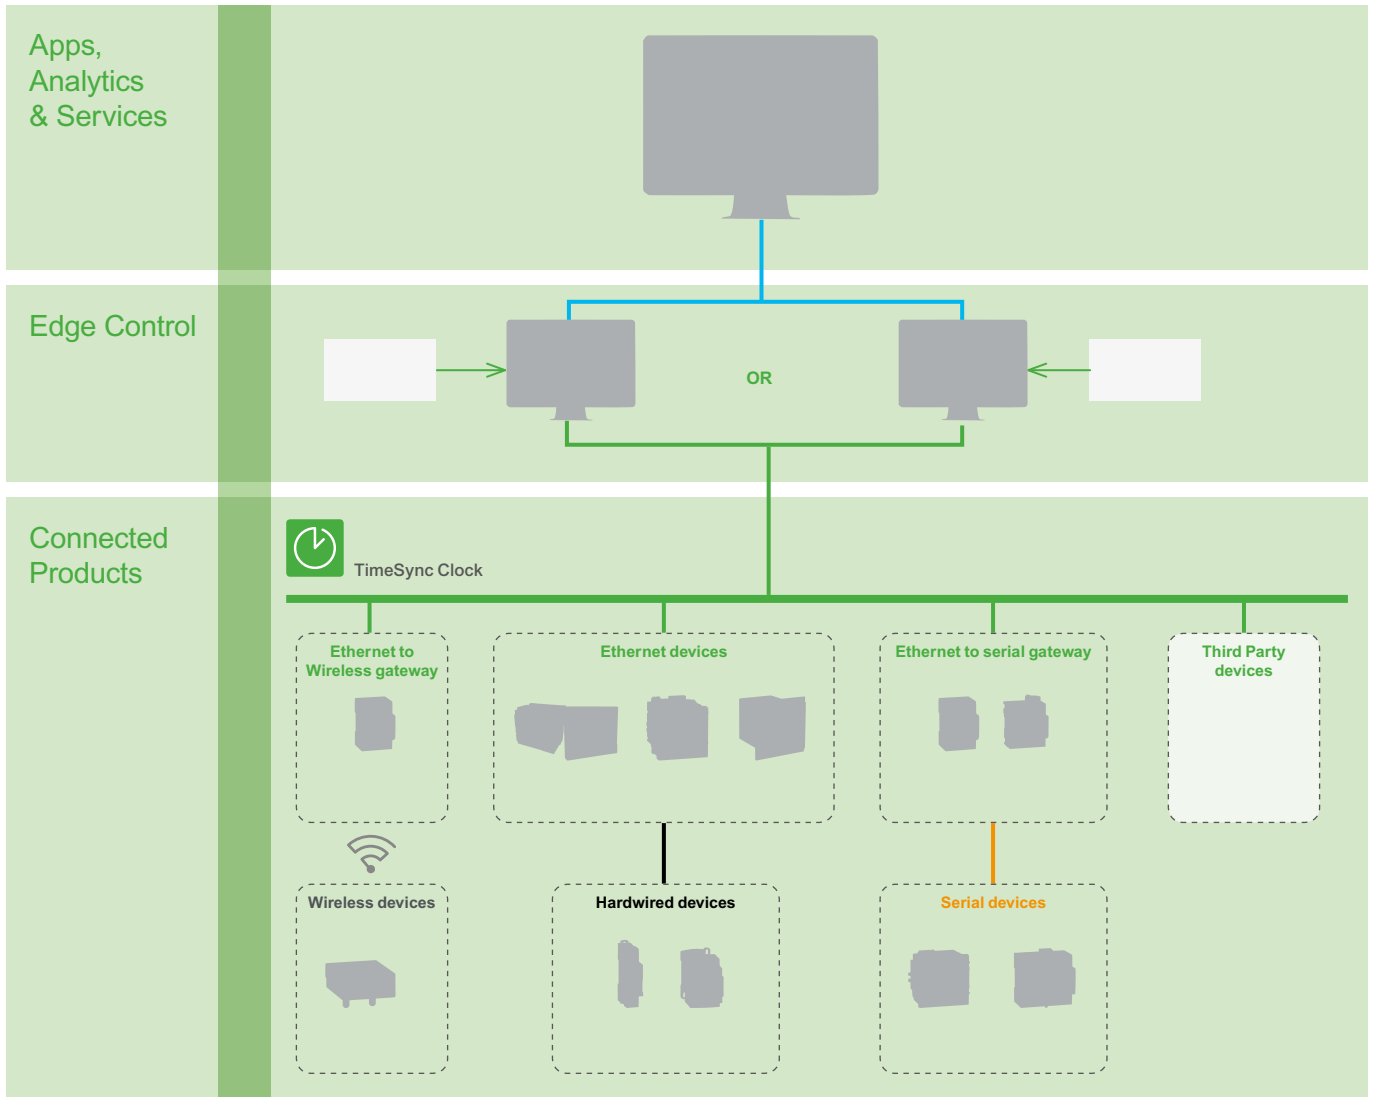 Apps,
Analytics
& Services
Edge Control
OR
Connected
Products
TimeSync Clock
Ethernet to
Wireless gateway
Ethernet devices
Ethernet to serial gateway
Third Party
devices
Wireless devices
Hardwired devices
Serial devices